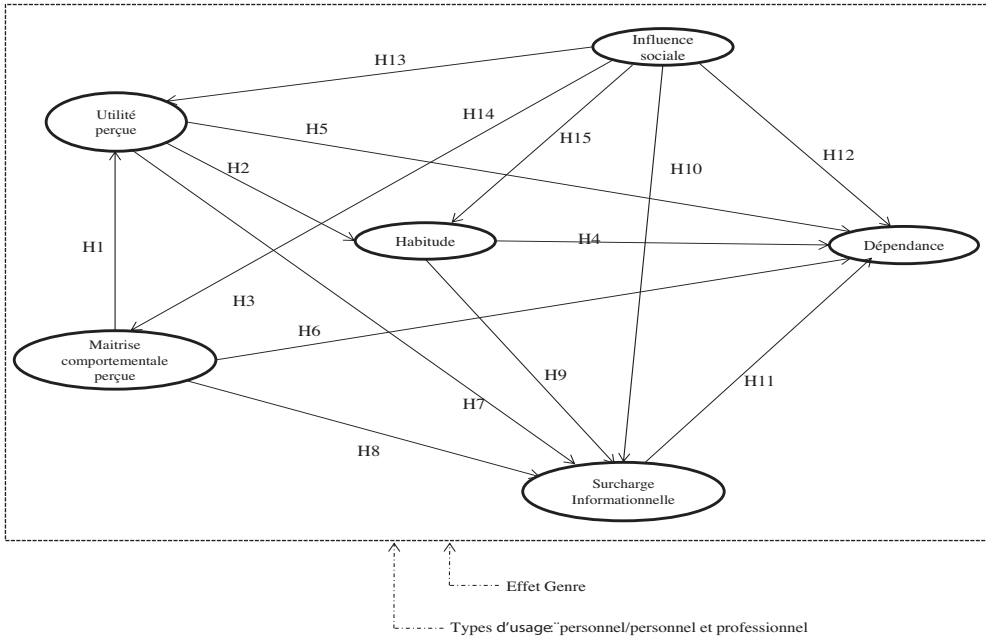 Influence
sociale
H13
Utilité
perçue
H14
H5
H15
H2
H12
H10
Habitude
H4
Dépendance
H1
H3
H6
Maitrise
comportementale
perçue
H9
H11
H7
H8
Surcharge
Informationnelle
Effet Genre
Types d'usage:¨personnel/personnel et professionnel